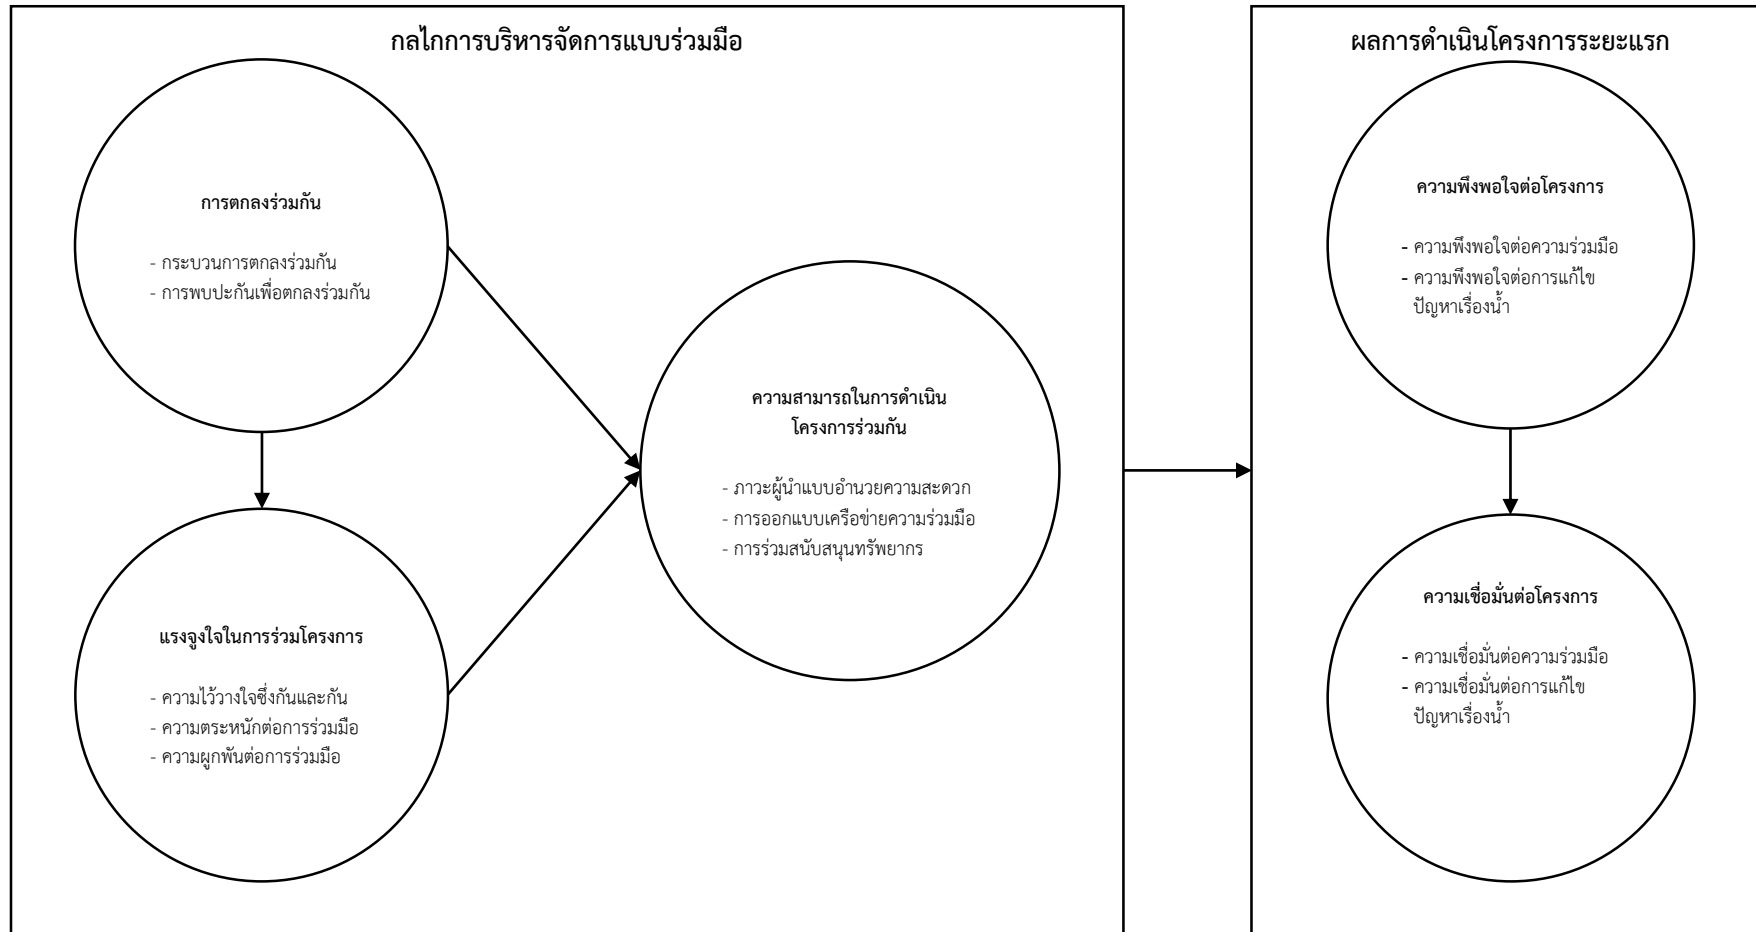 กลไกการบริหารจัดการแบบร่วมมือ
การตกลงร่วมกัน
- กระบวนการตกลงร่วมกัน
- การพบปะกันเพื่อตกลงร่วมกัน
แรงจูงใจในการร่วมโครงการ
- ความไว้วางใจซึ่งกันและกัน
- ความตระหนักต่อการร่วมมือ
- ความผูกพันต่อการร่วมมือ
ความสามารถในการดำเนิน
โครงการร่วมกัน
- ภาวะผู้นำแบบอำนวยความสะดวก
- การออกแบบเครือข่ายความร่วมมือ
- การร่วมสนับสนุนทรัพยากร
ผลการดำเนินโครงการระยะแรก
ความพึงพอใจต่อโครงการ
- ความพึงพอใจต่อความร่วมมือ
- ความพึงพอใจต่อการแก้ไข
ปัญหาเรื่องน้ำ
ความเชื่อมั่นต่อโครงการ
- ความเชื่อมั่นต่อความร่วมมือ
- ความเชื่อมั่นต่อการแก้ไข
ปัญหาเรื่องน้ำ